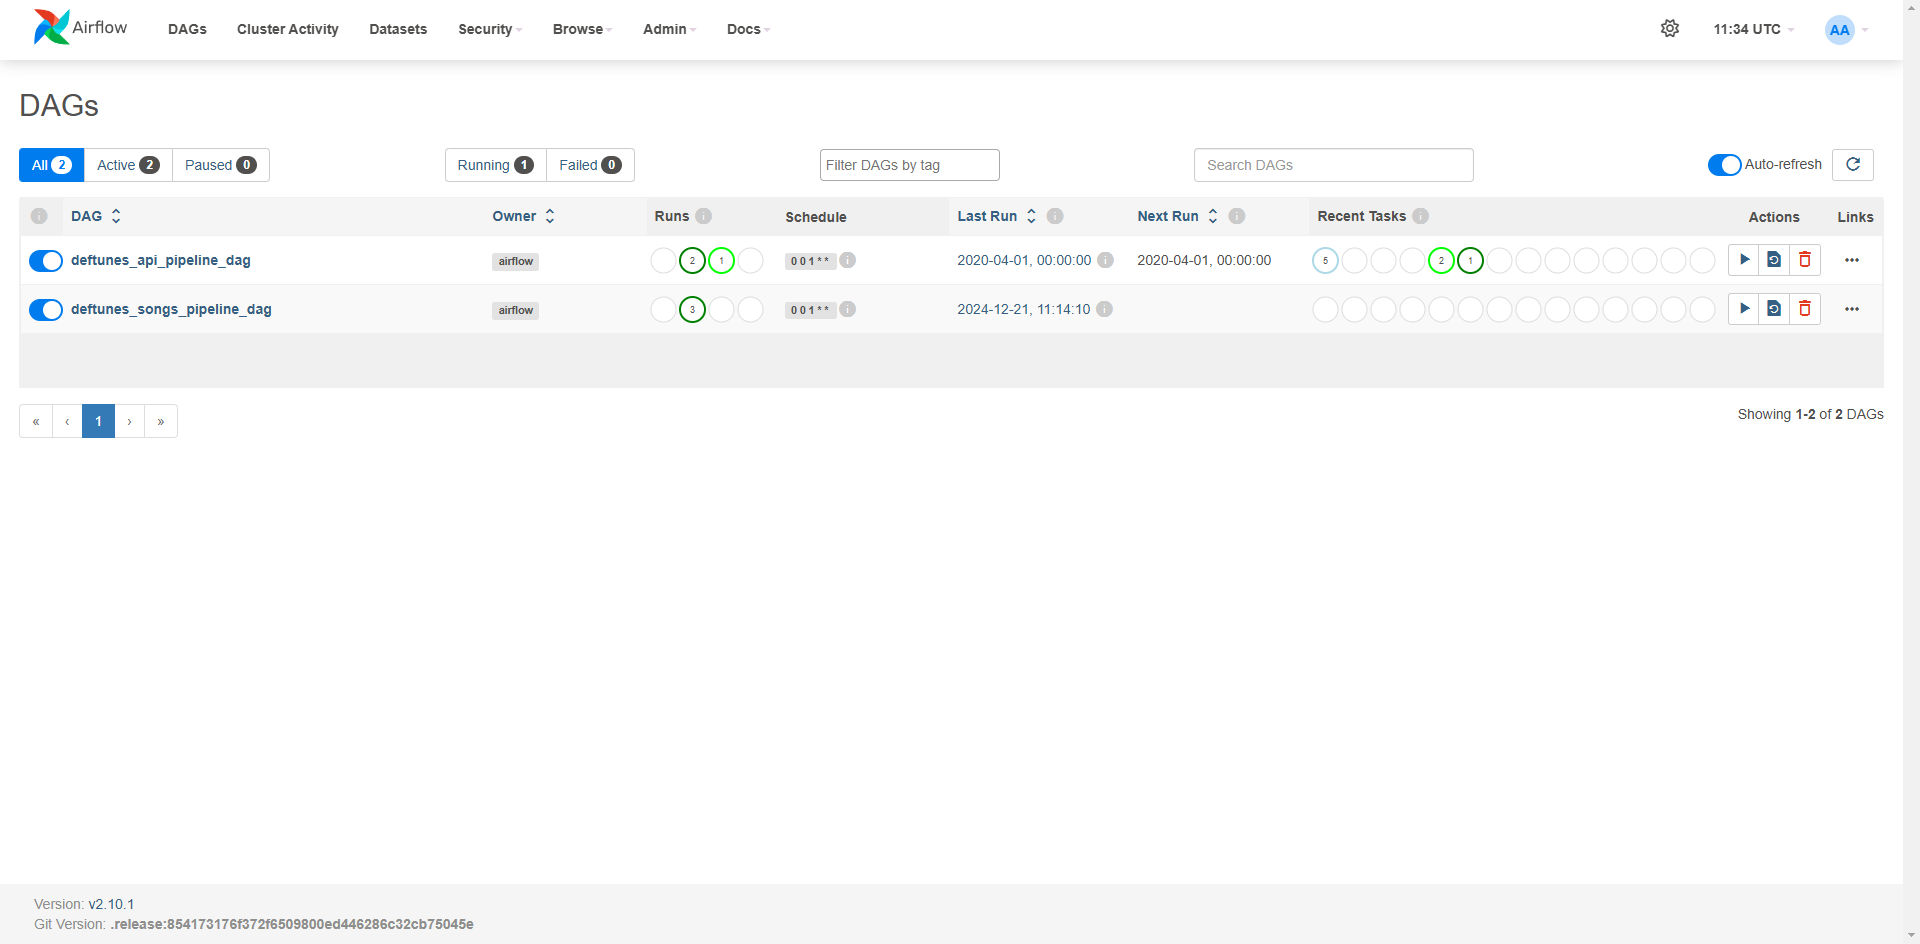 Airflow DAGs Cluster Activity Datasets Security Browse Admin Docs 11:34 UTC AA
DAGs
All 2 Active 2 Paused 0 Running 1 Failed 0 Filter DAGs by tag Search DAGs Auto-refresh
i DAG Owner Runs i Schedule Last Run i Next Run i Recent Tasks i Actions Links
deftunes_api_pipeline_dag airflow 2 1 0 0 1 * * i 2020-04-01, 00:00:00 i 2020-04-01, 00:00:00 5 2 1 •••
deftunes_songs_pipeline_dag airflow 3 0 0 1 * * i 2024-12-21, 11:14:10 i •••
« ‹ 1 › » Showing 1-2 of 2 DAGs
Version: v2.10.1
Git Version: .release:854173176f372f6509800ed446286c32cb75045e